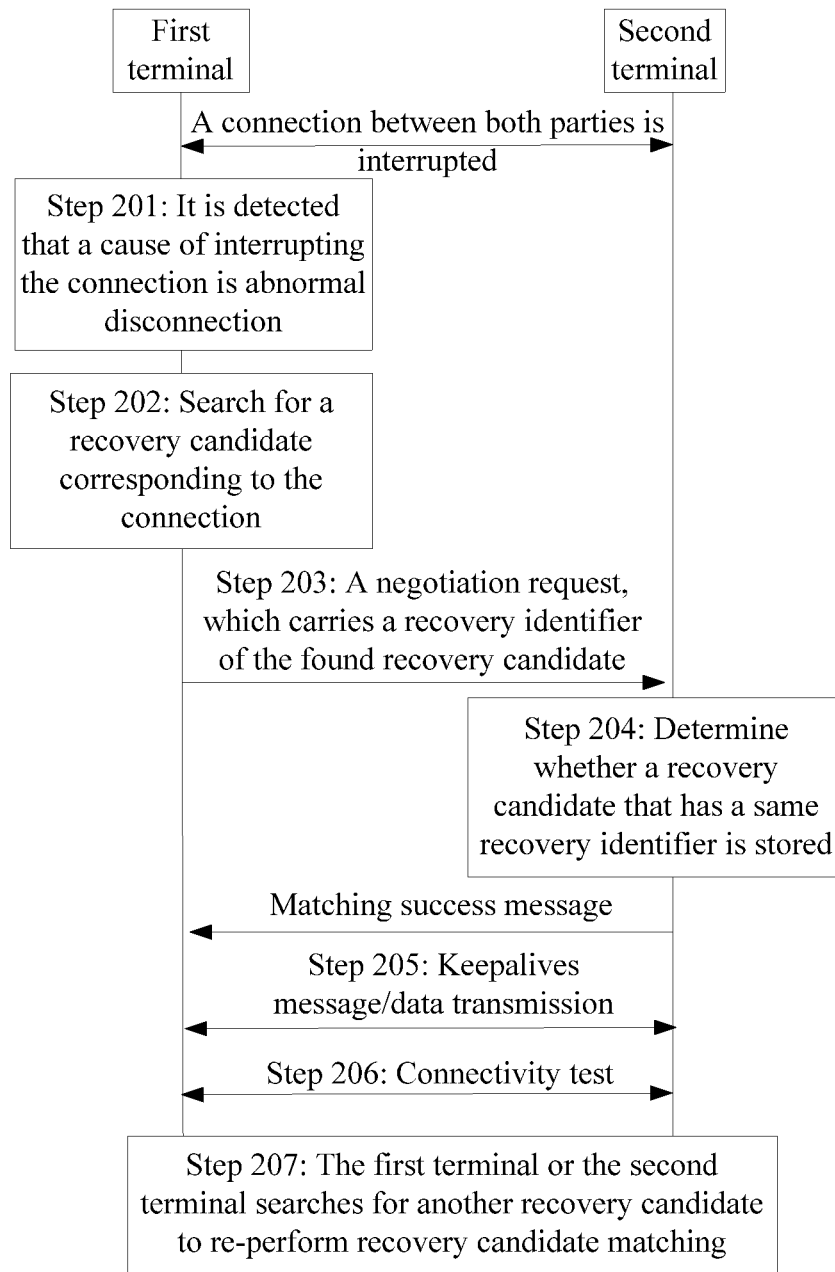 First
terminal
Second
terminal
A connection between both parties is
interrupted
Step 201: It is detected
that a cause of interrupting
the connection is abnormal
disconnection
Step 202: Search for a
recovery candidate
corresponding to the
connection
Step 203: A negotiation request,
which carries a recovery identifier
of the found recovery candidate
Step 204: Determine
whether a recovery
candidate that has a same
recovery identifier is stored
Matching success message
Step 205: Keepalives
message/data transmission
Step 206: Connectivity test
Step 207: The first terminal or the second
terminal searches for another recovery candidate
to re-perform recovery candidate matching